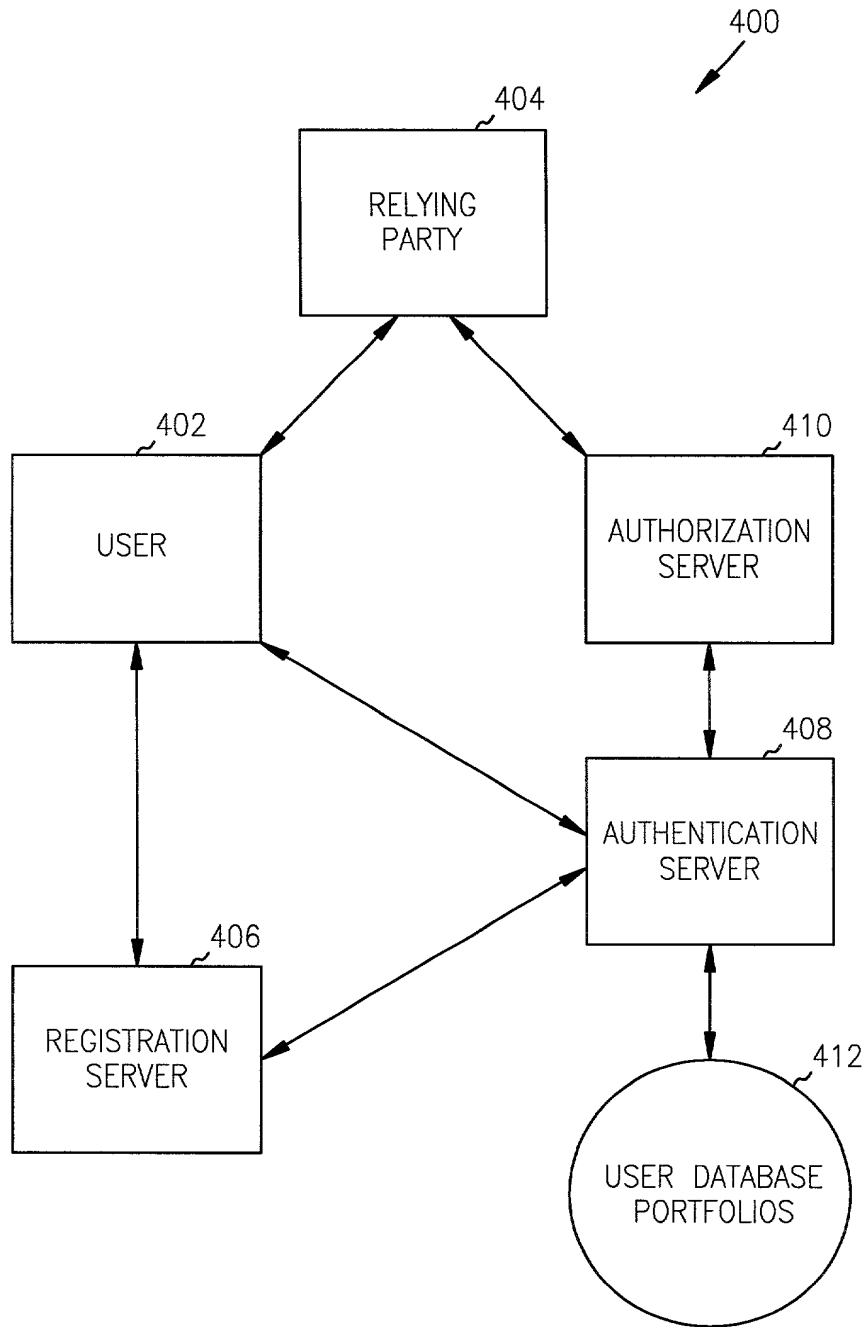 400
404
RELYING
PARTY
402
USER
410
AUTHORIZATION
SERVER
408
AUTHENTICATION
SERVER
406
REGISTRATION
SERVER
412
USER DATABASE
PORTFOLIOS